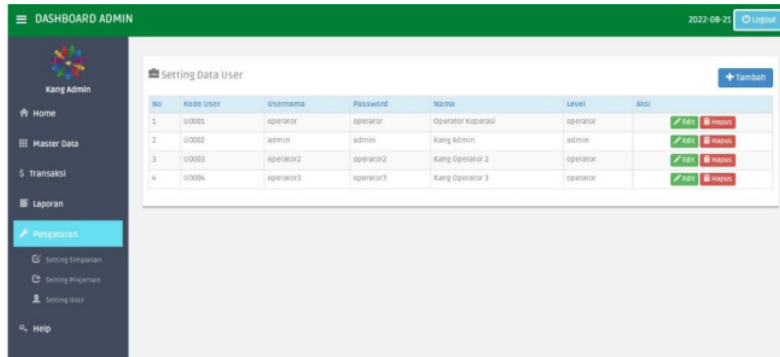 DASHBOARD ADMIN
2022-08-21 Logout
Kang Admin
Home
Master Data
Transaksi
Laporan
Pengaturan
Setting Simpanan
Setting Pinjaman
Setting User
Help
Setting Data User
Tambah
No Kode User Usernama Password Nama Level Aksi
1 U0001 operator operator Operator Koperasi operator Edit Hapus
2 U0002 admin admin Kang Admin admin Edit Hapus
3 U0003 operator2 operator2 Kang Operator 2 operator Edit Hapus
4 U0004 operator3 operator3 Kang Operator 3 operator Edit Hapus